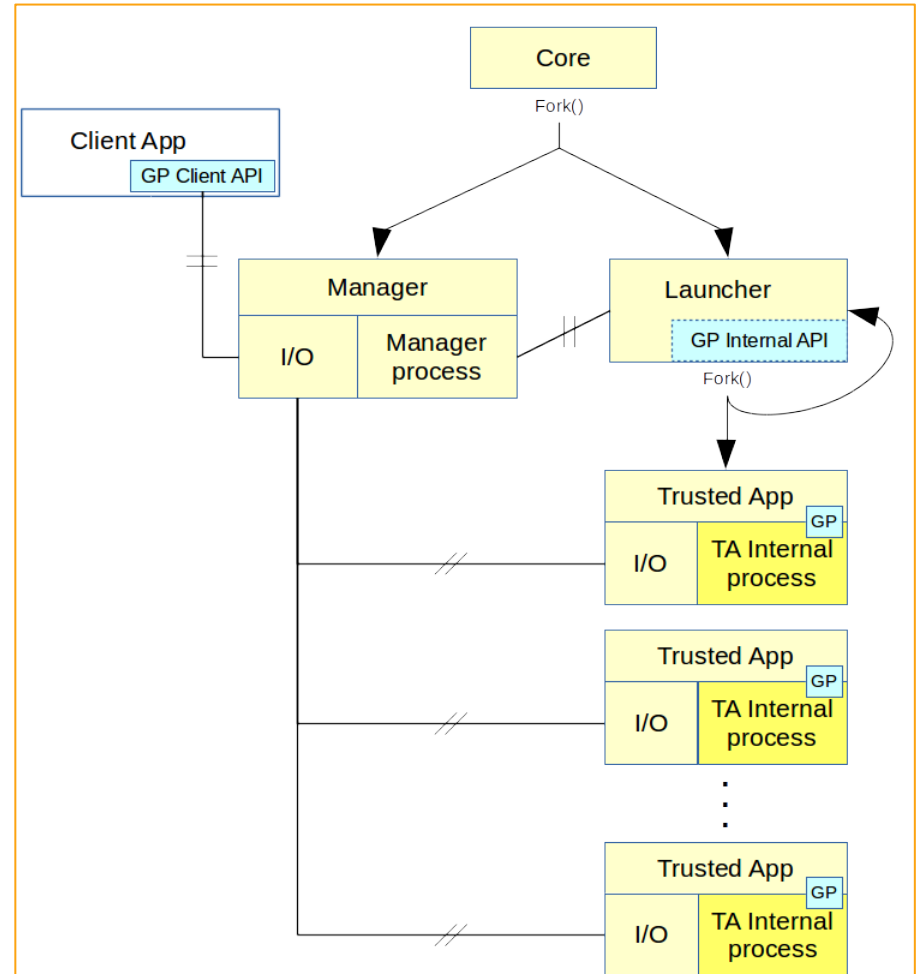 Core
Fork()
Client App
GP Client API
Manager
I/O
Manager
process
Launcher
GP Internal API
Fork()
Trusted App
GP
I/O
TA Internal
process
Trusted App
GP
I/O
TA Internal
process
Trusted App
GP
I/O
TA Internal
process